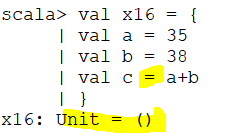 scala> val x16 = {
| val a = 35
| val b = 38
| val c = a+b
| }
x16: Unit = ()